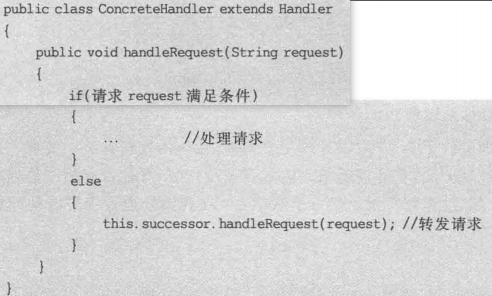 public class ConcreteHandler extends Handler
{
    public void handleRequest(String request)
    {
        if(请求 request 满足条件)
        {
            ...        //处理请求
        }
        else
        {
            this.successor.handleRequest(request); //转发请求
        }
    }
}